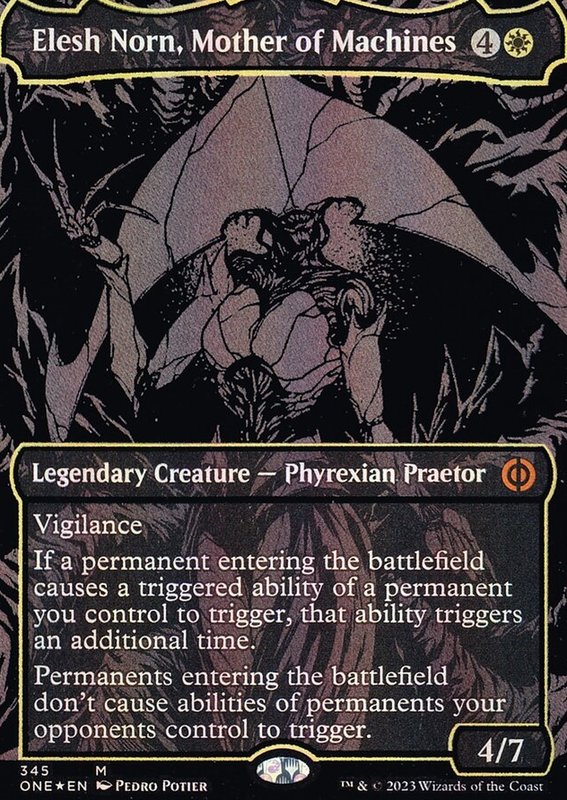 Elesh Norn, Mother of Machines 4
Legendary Creature — Phyrexian Praetor
Vigilance
If a permanent entering the battlefield
causes a triggered ability of a permanent
you control to trigger, that ability triggers
an additional time.
Permanents entering the battlefield
don't cause abilities of permanents your
opponents control to trigger.
4/7
345 M
ONE★EN Pedro Potier
™ & © 2023 Wizards of the Coast